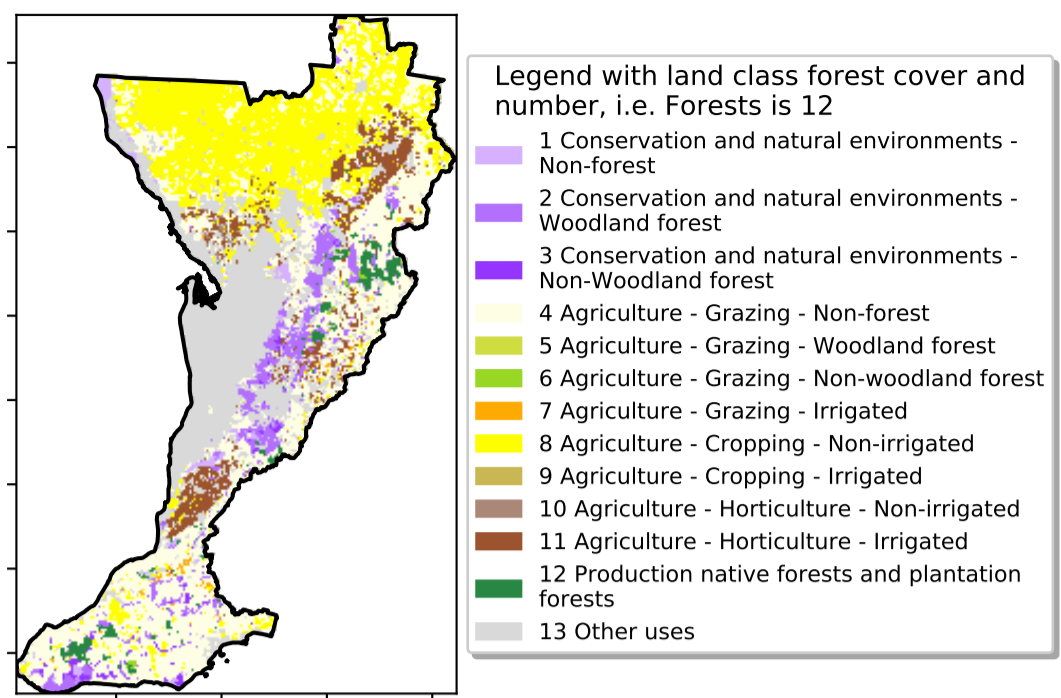 Legend with land class forest cover and
number, i.e. Forests is 12
1 Conservation and natural environments -
Non-forest
2 Conservation and natural environments -
Woodland forest
3 Conservation and natural environments -
Non-Woodland forest
4 Agriculture - Grazing - Non-forest
5 Agriculture - Grazing - Woodland forest
6 Agriculture - Grazing - Non-woodland forest
7 Agriculture - Grazing - Irrigated
8 Agriculture - Cropping - Non-irrigated
9 Agriculture - Cropping - Irrigated
10 Agriculture - Horticulture - Non-irrigated
11 Agriculture - Horticulture - Irrigated
12 Production native forests and plantation
forests
13 Other uses